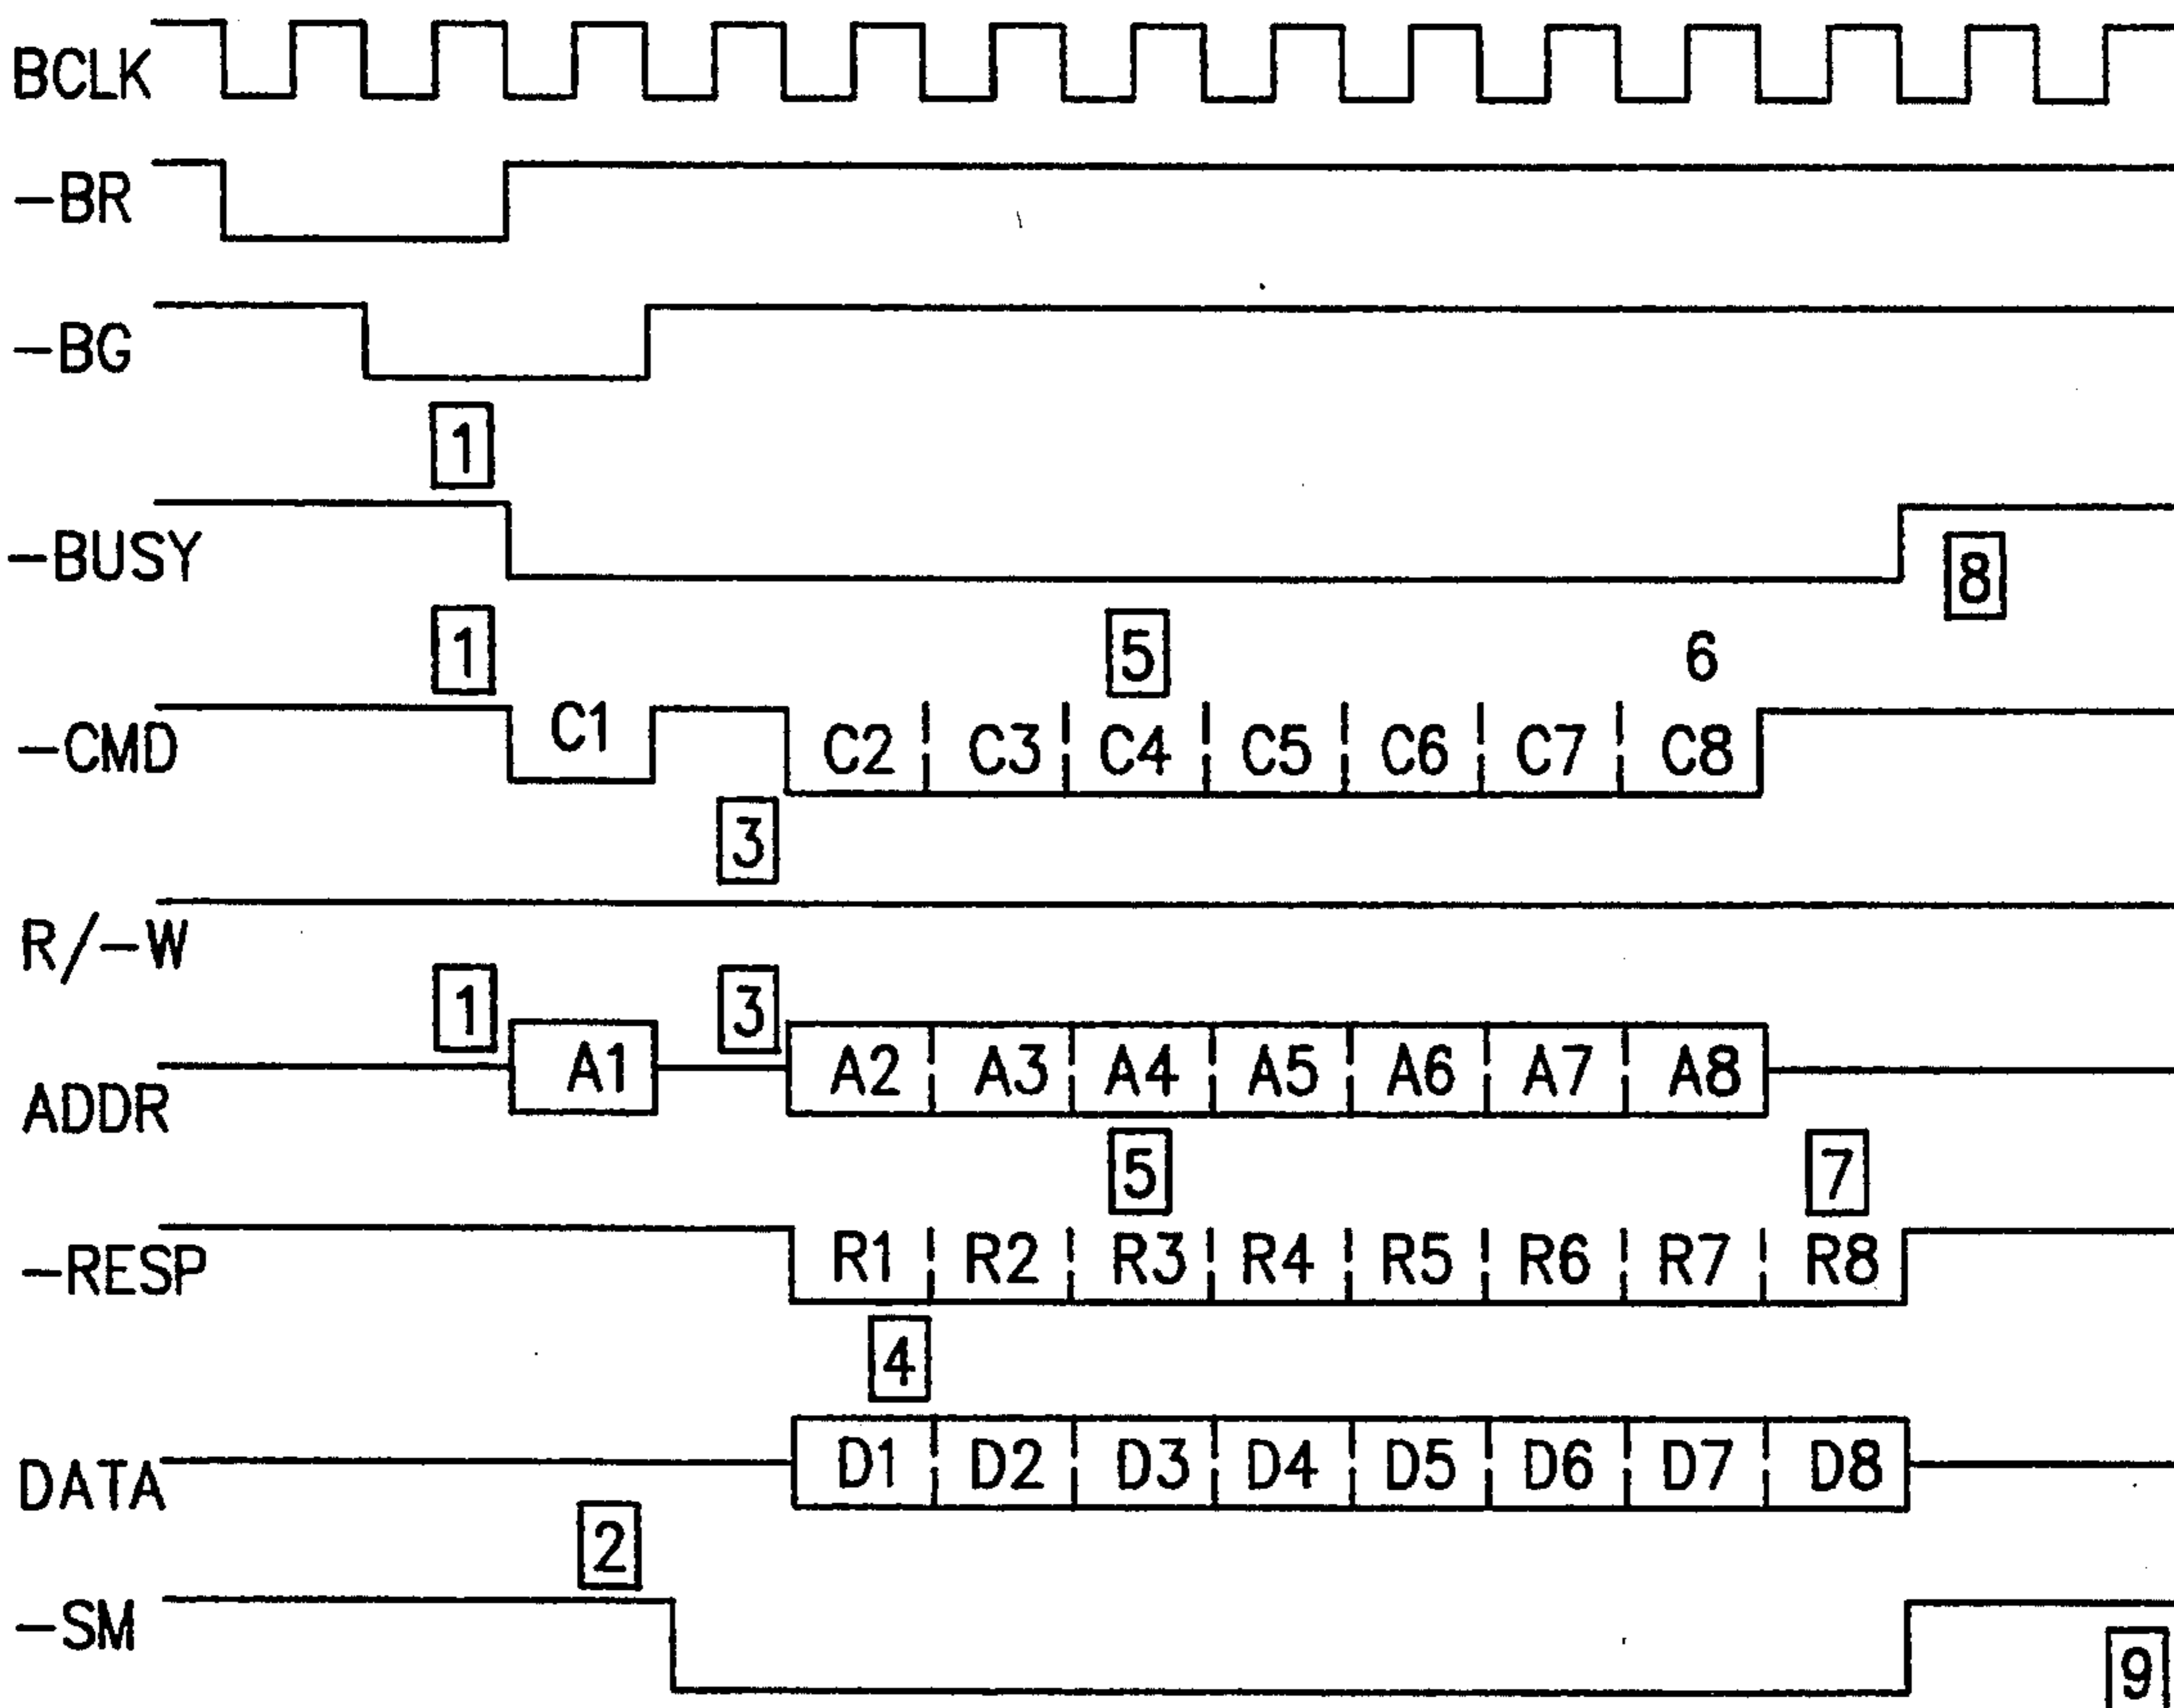 BCLK
-BR
-BG
1
-BUSY
8
1
5
6
-CMD
C1
C2
C3
C4
C5
C6
C7
C8
3
R/-W
1
3
ADDR
A1
A2
A3
A4
A5
A6
A7
A8
5
7
-RESP
R1
R2
R3
R4
R5
R6
R7
R8
4
DATA
D1
D2
D3
D4
D5
D6
D7
D8
2
-SM
9